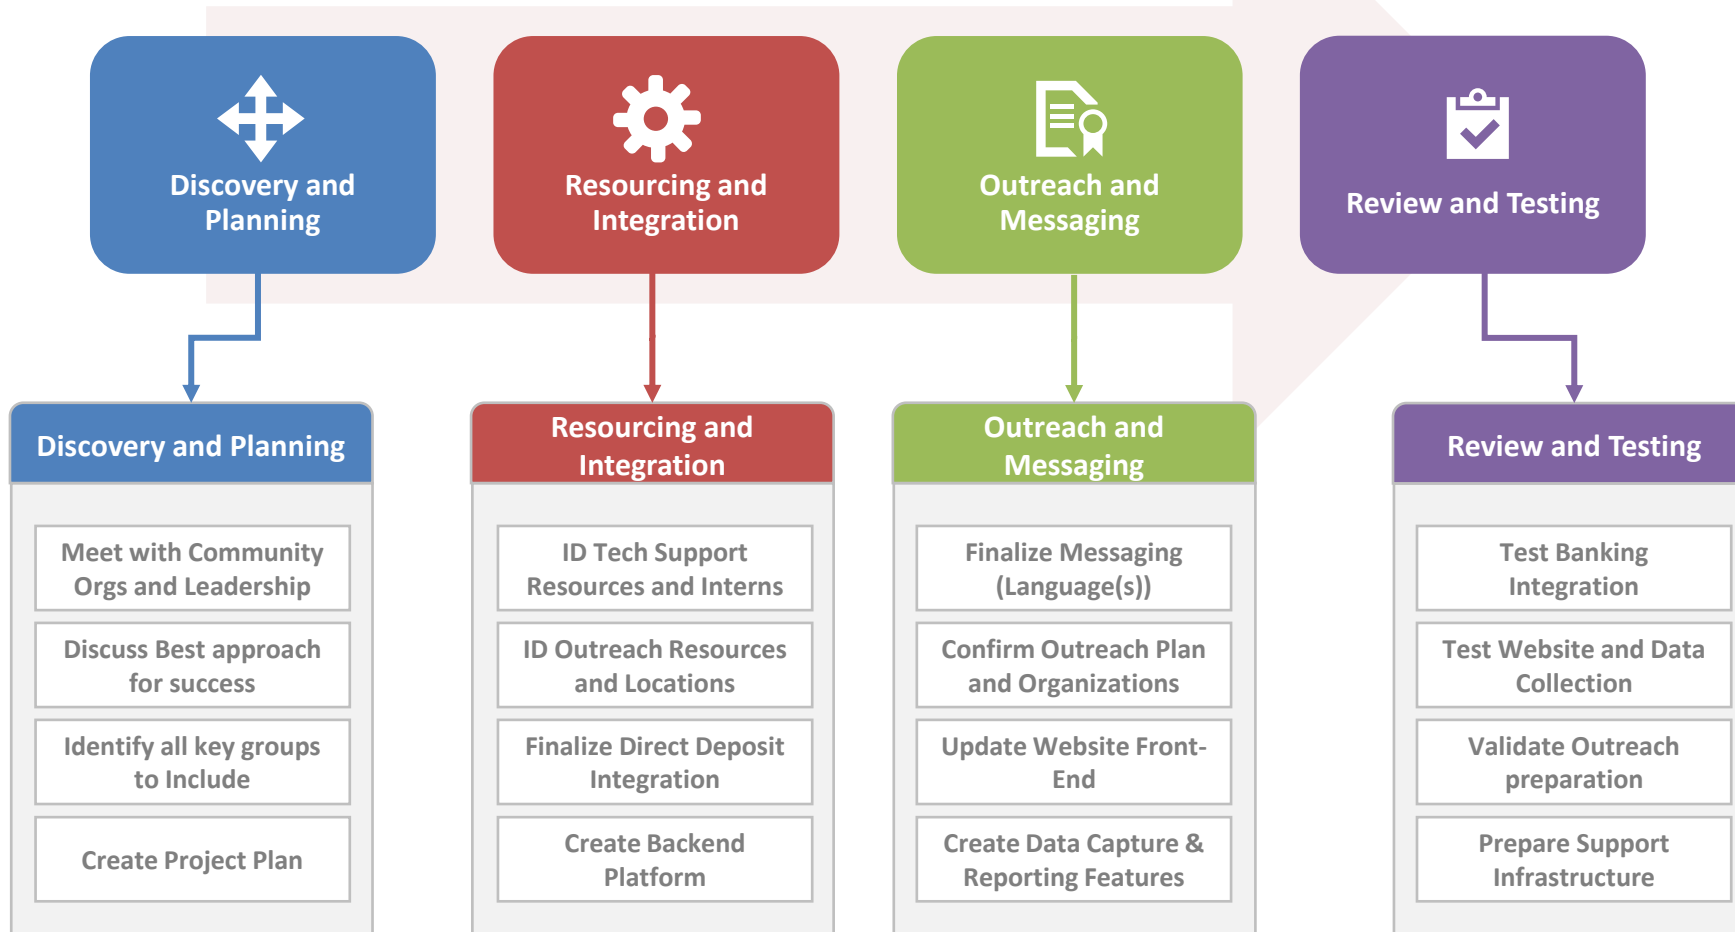 Discovery and
Planning
Resourcing and
Integration
Outreach and
Messaging
Review and Testing
Discovery and Planning
Meet with Community
Orgs and Leadership
Discuss Best approach
for success
Identify all key groups
to Include
Create Project Plan
Resourcing and
Integration
ID Tech Support
Resources and Interns
ID Outreach Resources
and Locations
Finalize Direct Deposit
Integration
Create Backend
Platform
Outreach and
Messaging
Finalize Messaging
(Language(s))
Confirm Outreach Plan
and Organizations
Update Website Front-
End
Create Data Capture &
Reporting Features
Review and Testing
Test Banking
Integration
Test Website and Data
Collection
Validate Outreach
preparation
Prepare Support
Infrastructure